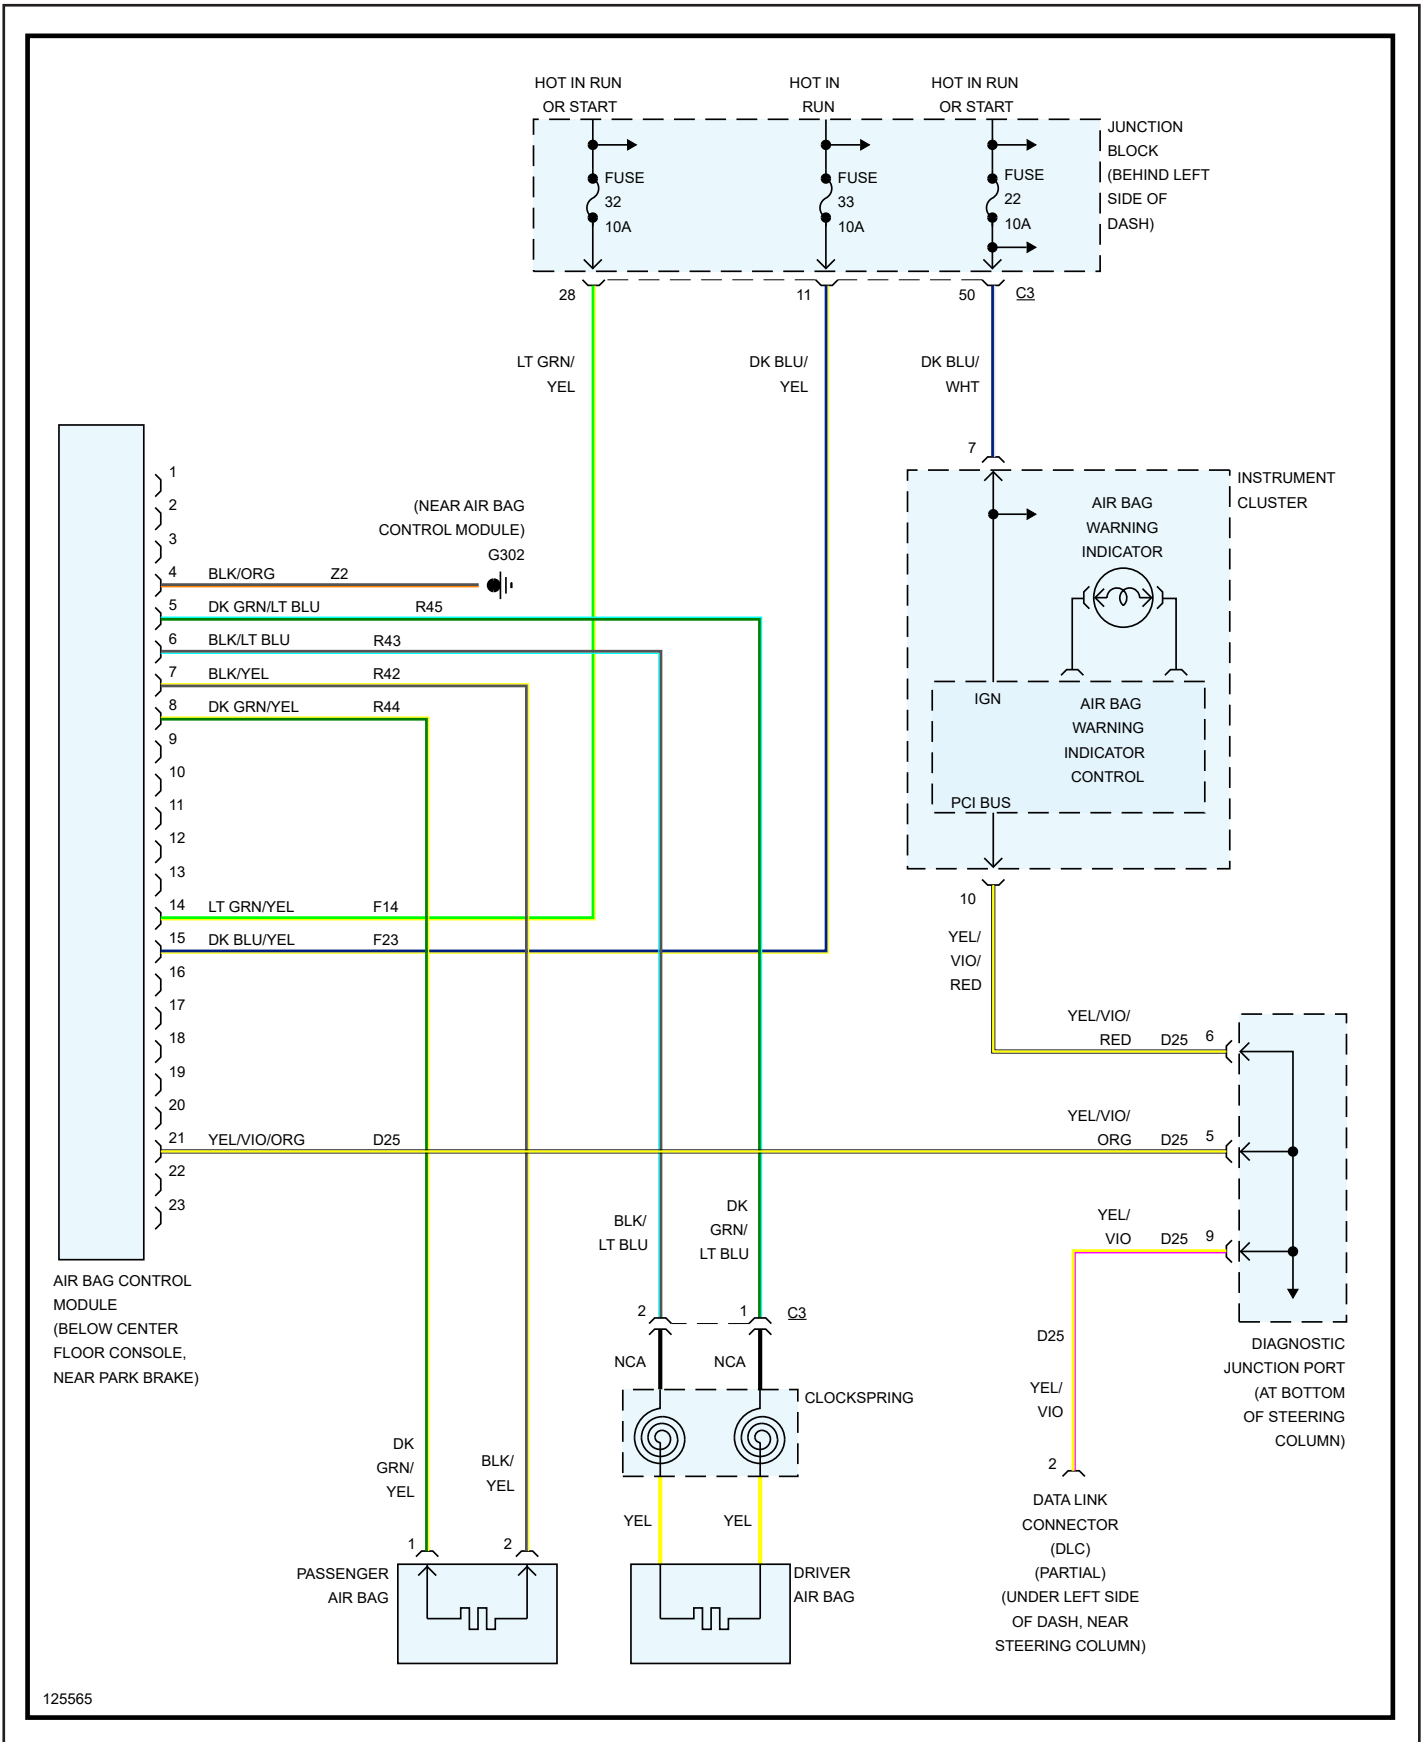 HOT IN RUN
OR START
HOT IN
RUN
HOT IN RUN
OR START
JUNCTION
BLOCK
(BEHIND LEFT
SIDE OF
DASH)
FUSE
32
10A
FUSE
33
10A
FUSE
22
10A
28
11
50
C3
LT GRN/
YEL
DK BLU/
YEL
DK BLU/
WHT
7
INSTRUMENT
CLUSTER
AIR BAG
WARNING
INDICATOR
IGN
AIR BAG
WARNING
INDICATOR
CONTROL
PCI BUS
10
YEL/
VIO/
RED
(NEAR AIR BAG
CONTROL MODULE)
G302
1
2
3
4 BLK/ORG Z2
5 DK GRN/LT BLU R45
6 BLK/LT BLU R43
7 BLK/YEL R42
8 DK GRN/YEL R44
9
10
11
12
13
14 LT GRN/YEL F14
15 DK BLU/YEL F23
16
17
18
19
20
21 YEL/VIO/ORG D25
22
23
AIR BAG CONTROL
MODULE
(BELOW CENTER
FLOOR CONSOLE,
NEAR PARK BRAKE)
YEL/VIO/
RED D25 6
YEL/VIO/
ORG D25 5
YEL/
VIO D25 9
DIAGNOSTIC
JUNCTION PORT
(AT BOTTOM
OF STEERING
COLUMN)
D25
YEL/
VIO
2
DATA LINK
CONNECTOR
(DLC)
(PARTIAL)
(UNDER LEFT SIDE
OF DASH, NEAR
STEERING COLUMN)
BLK/
LT BLU
DK
GRN/
LT BLU
2
1
C3
NCA
NCA
CLOCKSPRING
YEL
YEL
DRIVER
AIR BAG
DK
GRN/
YEL
BLK/
YEL
1
2
PASSENGER
AIR BAG
125565